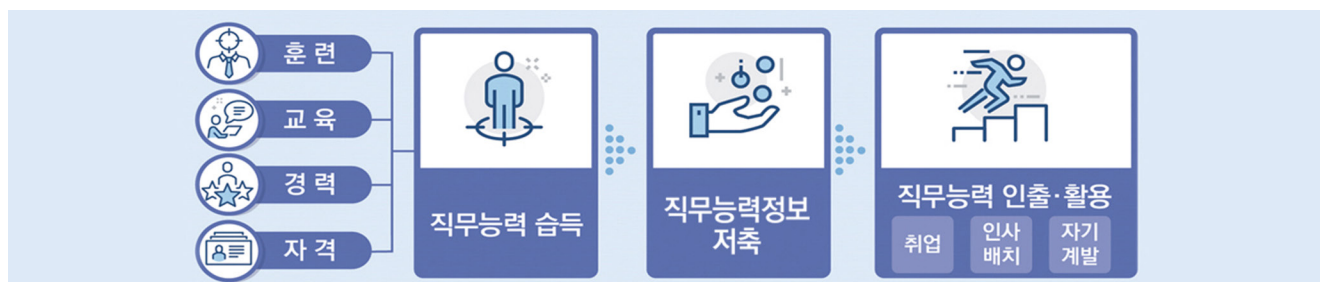 훈련
교육
경력
자격
직무능력 습득
직무능력정보
저축
직무능력 인출·활용
취업
인사
배치
자기
계발